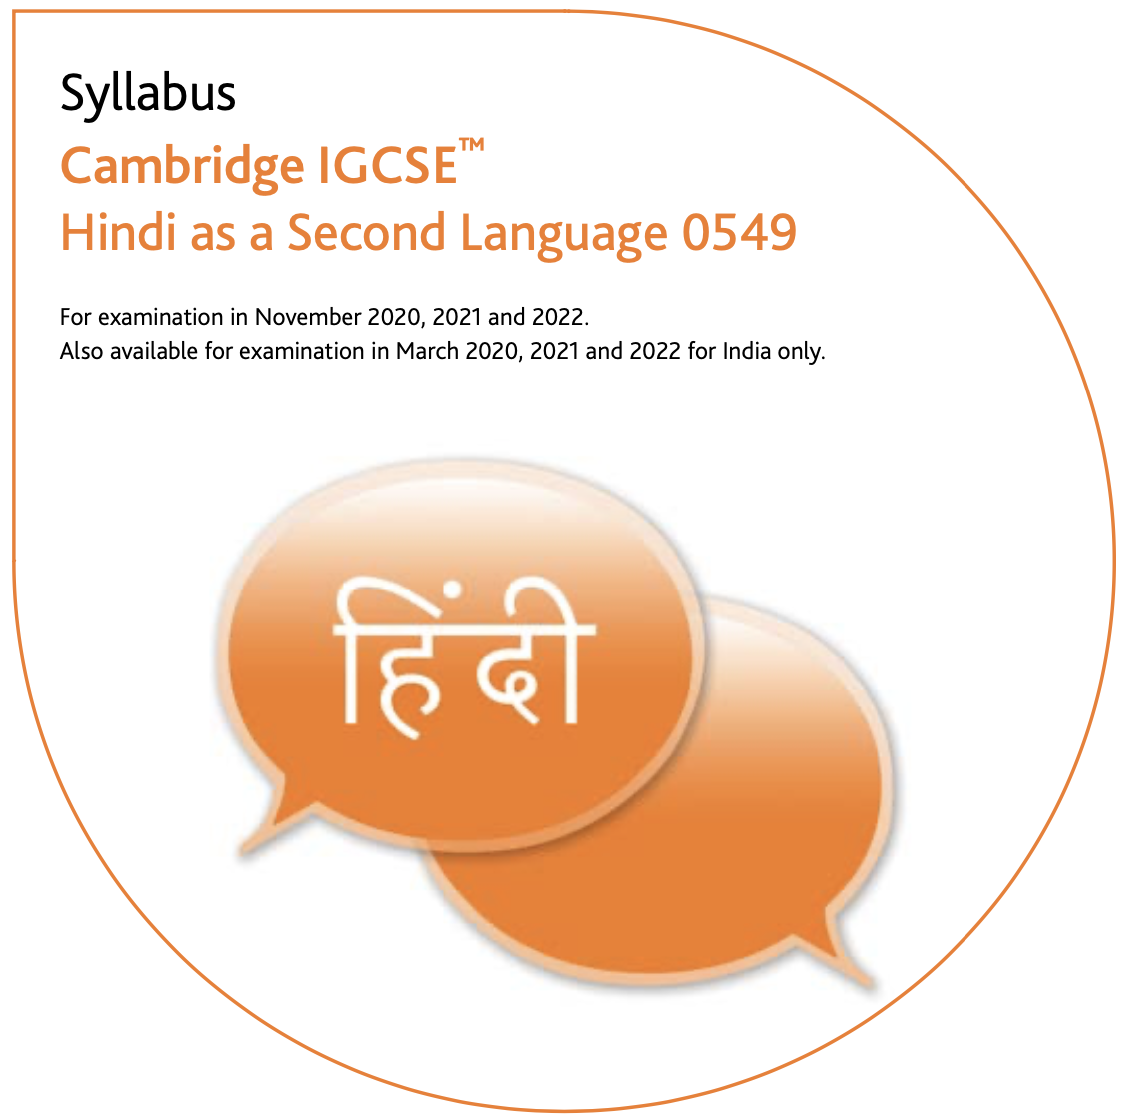 Syllabus
Cambridge IGCSE™
Hindi as a Second Language 0549
For examination in November 2020, 2021 and 2022.
Also available for examination in March 2020, 2021 and 2022 for India only.
हिंदी